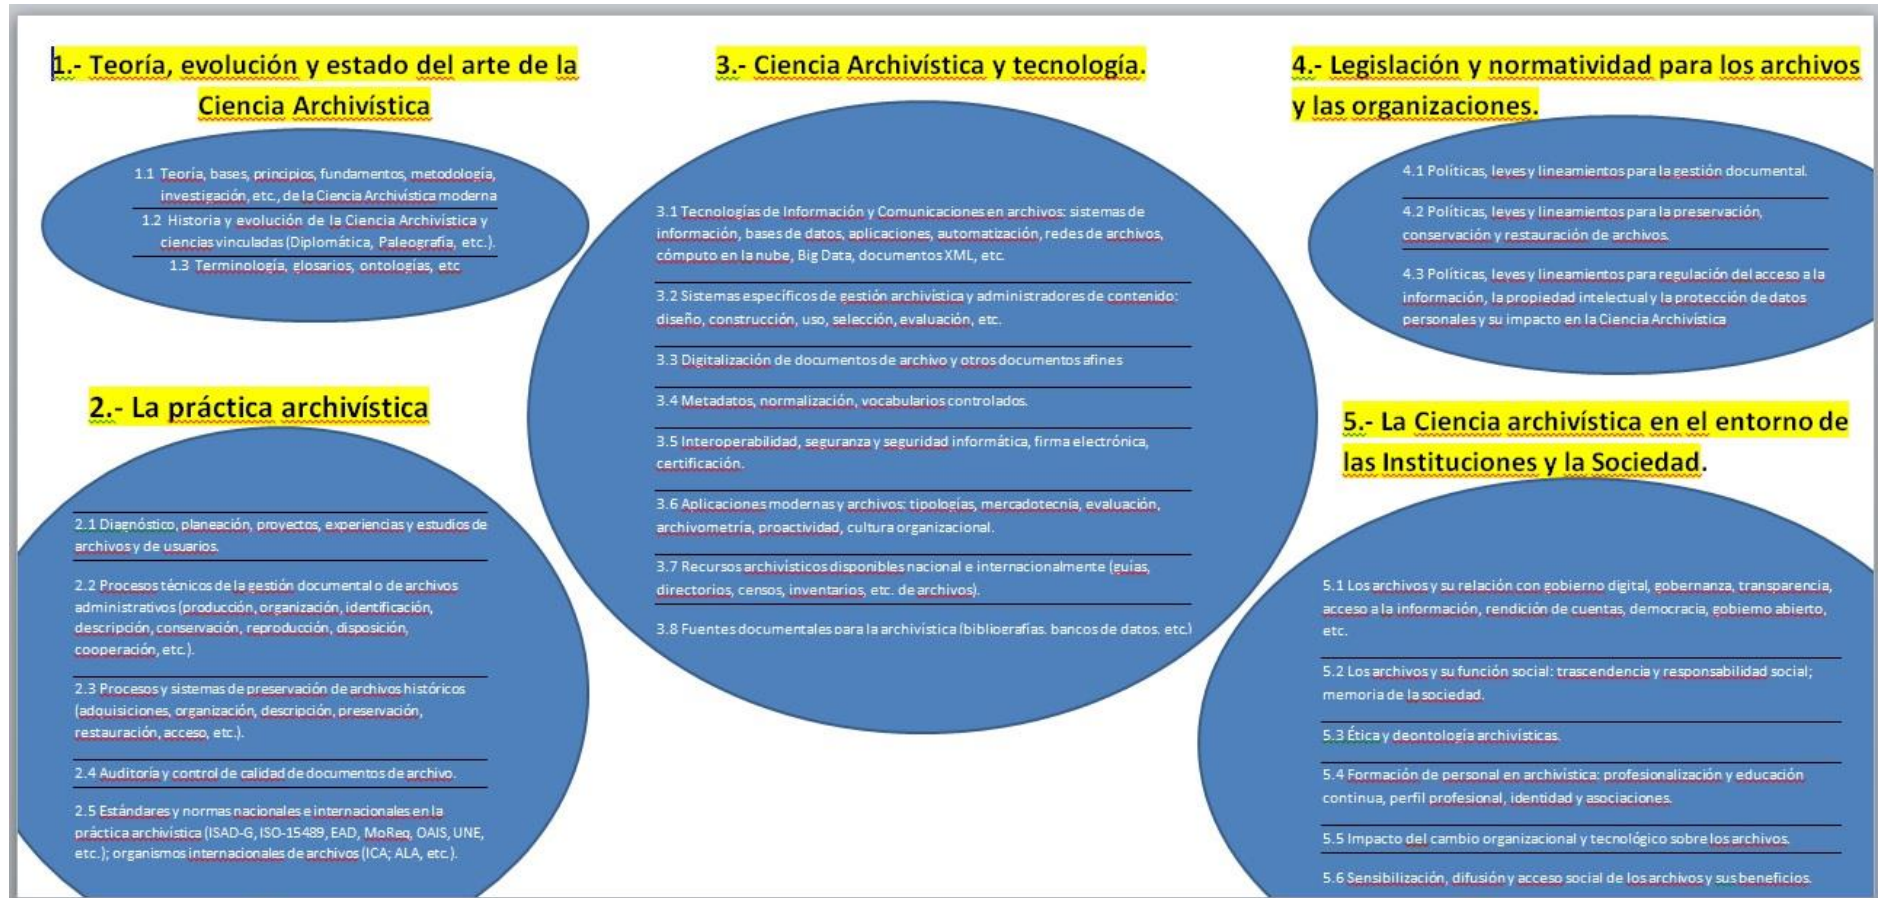 1.- Teoría, evolución y estado del arte de la
Ciencia Archivística
1.1 Teoría, bases, principios, fundamentos, metodología,
investigación, etc., de la Ciencia Archivística moderna
1.2 Historia y evolución de la Ciencia Archivística y
ciencias vinculadas (Diplomática, Paleografía, etc.).
1.3 Terminología, glosarios, ontologías, etc
2.- La práctica archivística
2.1 Diagnóstico, planeación, proyectos, experiencias y estudios de
archivos y de usuarios.
2.2 Procesos técnicos de la gestión documental o de archivos
administrativos (producción, organización, identificación,
descripción, conservación, reproducción, disposición,
cooperación, etc.).
2.3 Procesos y sistemas de preservación de archivos históricos
(adquisiciones, organización, descripción, preservación,
restauración, acceso, etc.).
2.4 Auditoría y control de calidad de documentos de archivo.
2.5 Estándares y normas nacionales e internacionales en la
práctica archivística (ISAD-G, ISO-15489, EAD, MoReq, OAIS, UNE,
etc.); organismos internacionales de archivos (ICA; ALA, etc.).
3.- Ciencia Archivística y tecnología.
3.1 Tecnologías de Información y Comunicaciones en archivos: sistemas de
información, bases de datos, aplicaciones, automatización, redes de archivos,
cómputo en la nube, Big Data, documentos XML, etc.
3.2 Sistemas específicos de gestión archivística y administradores de contenido:
diseño, construcción, uso, selección, evaluación, etc.
3.3 Digitalización de documentos de archivo y otros documentos afines
3.4 Metadatos, normalización, vocabularios controlados.
3.5 Interoperabilidad, seguranza y seguridad informática, firma electrónica,
certificación.
3.6 Aplicaciones modernas y archivos: tipologías, mercadotecnia, evaluación,
archivometría, proactividad, cultura organizacional.
3.7 Recursos archivísticos disponibles nacional e internacionalmente (guías,
directorios, censos, inventarios, etc. de archivos).
3.8 Fuentes documentales para la archivística (bibliografías, bancos de datos, etc.)
4.- Legislación y normatividad para los archivos
y las organizaciones.
4.1 Políticas, leyes y lineamientos para la gestión documental.
4.2 Políticas, leyes y lineamientos para la preservación,
conservación y restauración de archivos.
4.3 Políticas, leyes y lineamientos para regulación del acceso a la
información, la propiedad intelectual y la protección de datos
personales y su impacto en la Ciencia Archivística
5.- La Ciencia archivística en el entorno de
las Instituciones y la Sociedad.
5.1 Los archivos y su relación con gobierno digital, gobernanza, transparencia,
acceso a la información, rendición de cuentas, democracia, gobierno abierto,
etc.
5.2 Los archivos y su función social: trascendencia y responsabilidad social;
memoria de la sociedad.
5.3 Ética y deontología archivísticas.
5.4 Formación de personal en archivística: profesionalización y educación
continua, perfil profesional, identidad y asociaciones.
5.5 Impacto del cambio organizacional y tecnológico sobre los archivos.
5.6 Sensibilización, difusión y acceso social de los archivos y sus beneficios.